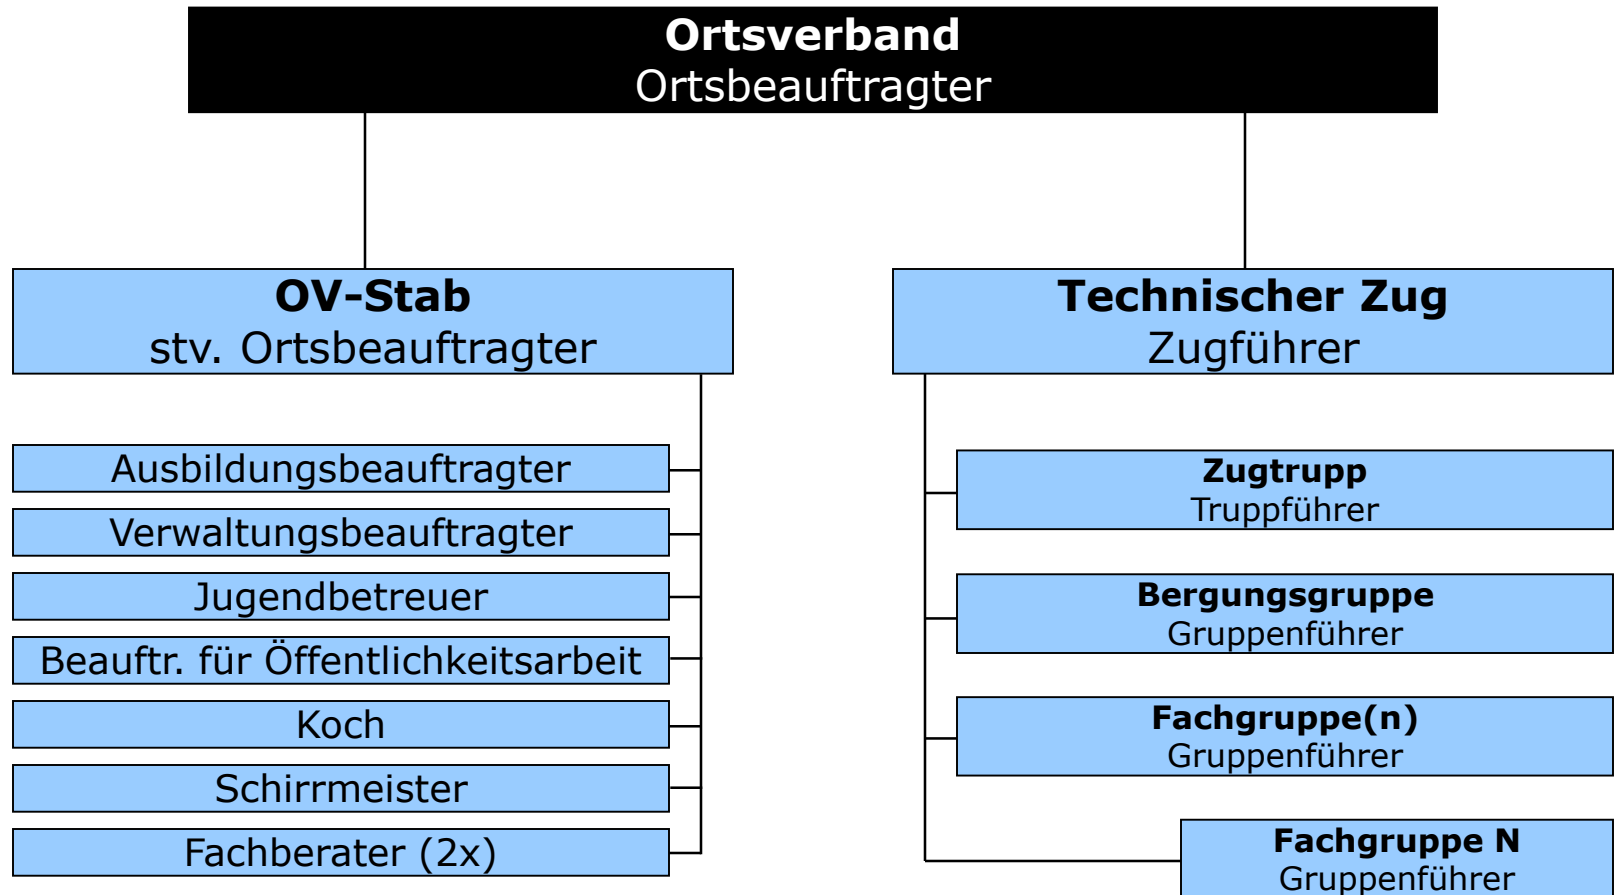 Ortsverband
Ortsbeauftragter
OV-Stab
stv. Ortsbeauftragter
Ausbildungsbeauftragter
Verwaltungsbeauftragter
Jugendbetreuer
Beauftr. für Öffentlichkeitsarbeit
Koch
Schirrmeister
Fachberater (2x)
Technischer Zug
Zugführer
Zugtrupp
Truppführer
Bergungsgruppe
Gruppenführer
Fachgruppe(n)
Gruppenführer
Fachgruppe N
Gruppenführer